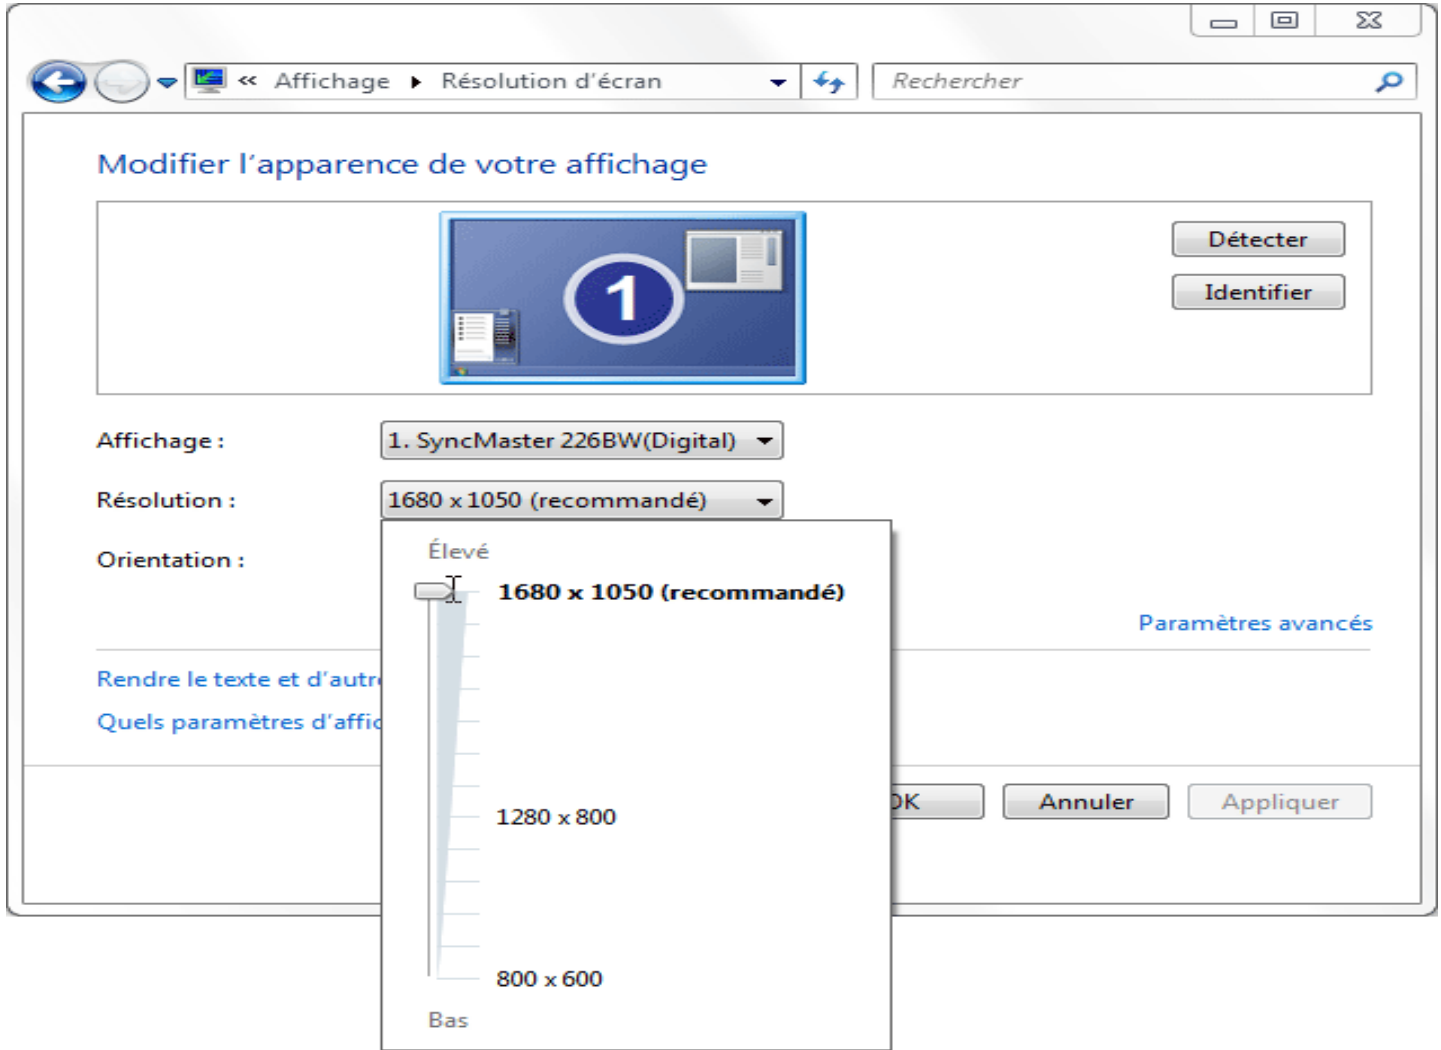 « Affichage ▸ Résolution d'écran
Rechercher
Modifier l'apparence de votre affichage
1
Détecter
Identifier
Affichage :
1. SyncMaster 226BW(Digital)
Résolution :
1680 x 1050 (recommandé)
Orientation :
Élevé
1680 x 1050 (recommandé)
Paramètres avancés
Rendre le texte et d'autr
Quels paramètres d'affic
1280 x 800
OK
Annuler
Appliquer
800 x 600
Bas